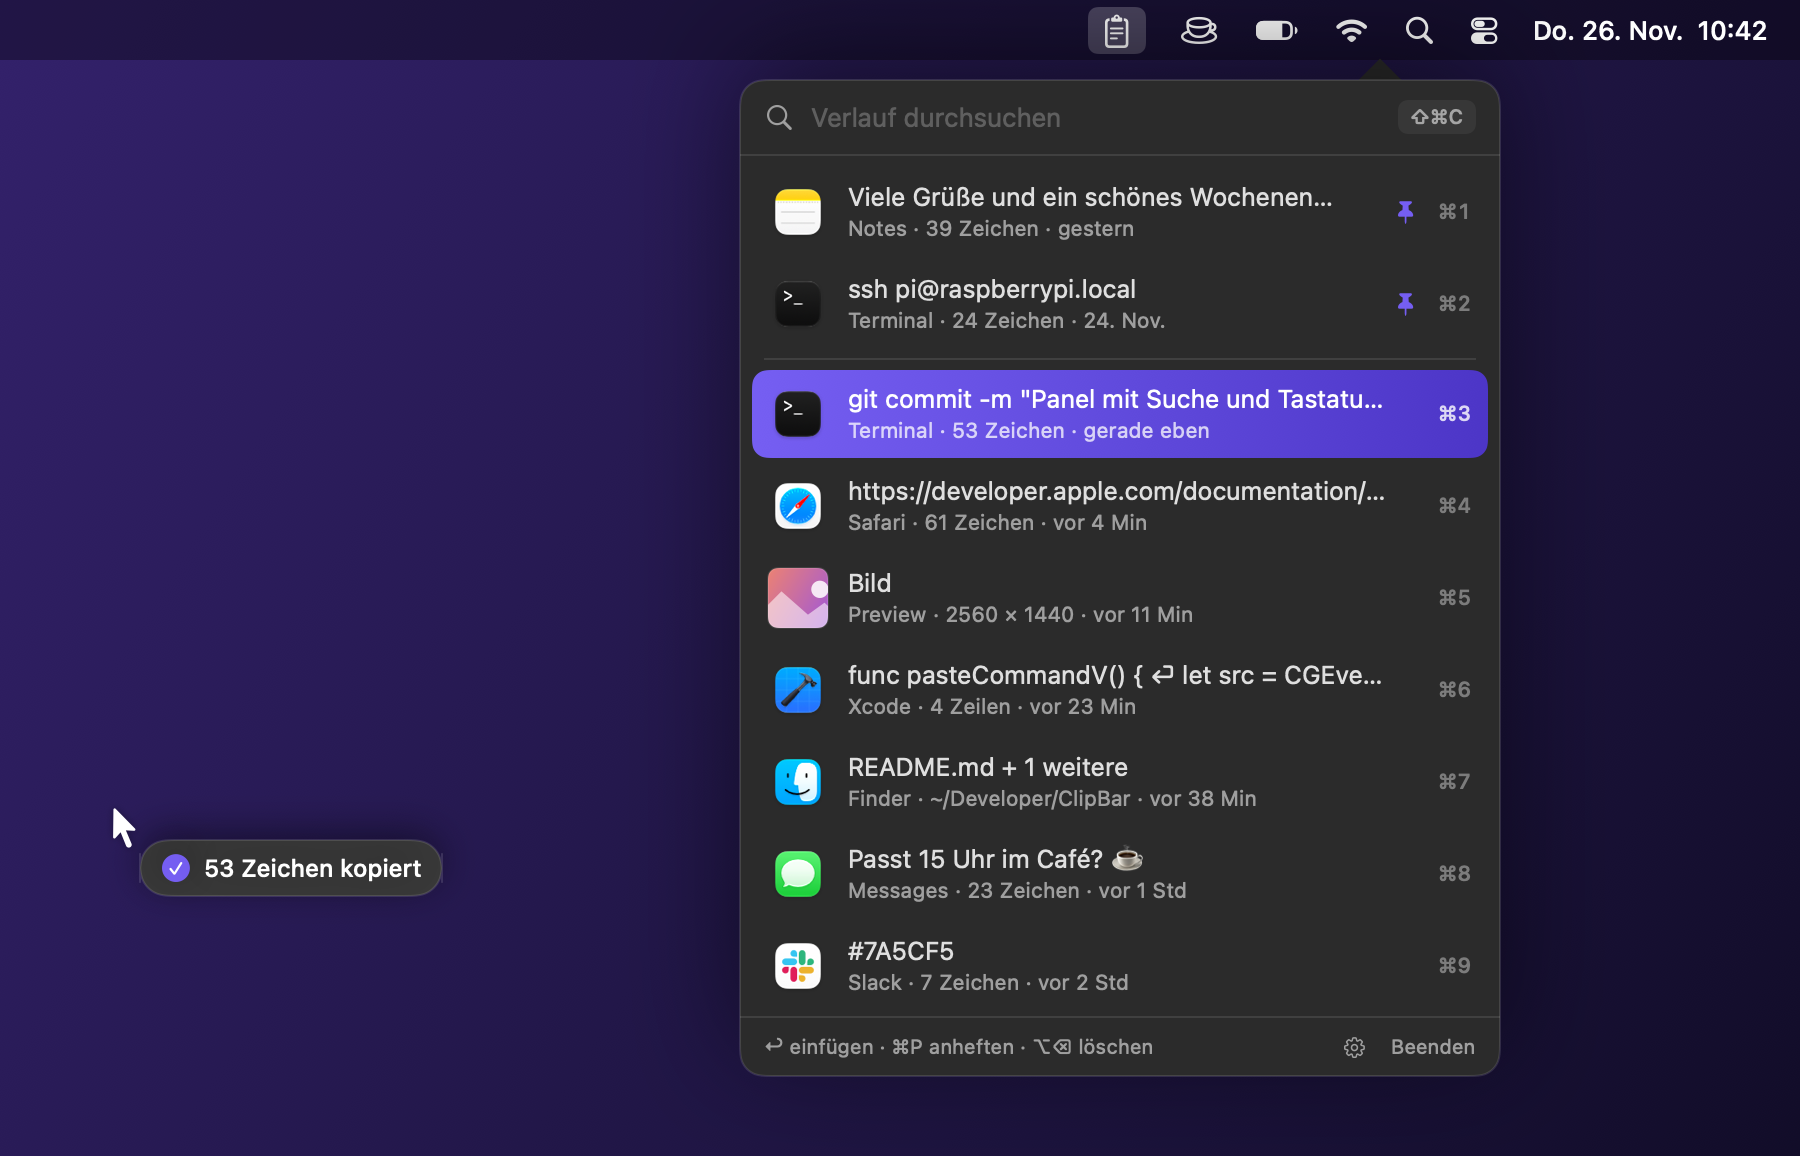 Do. 26. Nov. 10:42
Verlauf durchsuchen ⇧⌘C
Viele Grüße und ein schönes Wochenen...
Notes · 39 Zeichen · gestern
⌘1
ssh pi@raspberrypi.local
Terminal · 24 Zeichen · 24. Nov.
⌘2
git commit -m "Panel mit Suche und Tastatu...
Terminal · 53 Zeichen · gerade eben
⌘3
https://developer.apple.com/documentation/...
Safari · 61 Zeichen · vor 4 Min
⌘4
Bild
Preview · 2560 × 1440 · vor 11 Min
⌘5
func pasteCommandV() { ↩ let src = CGEve...
Xcode · 4 Zeilen · vor 23 Min
⌘6
README.md + 1 weitere
Finder · ~/Developer/ClipBar · vor 38 Min
⌘7
Passt 15 Uhr im Café? ☕
Messages · 23 Zeichen · vor 1 Std
⌘8
#7A5CF5
Slack · 7 Zeichen · vor 2 Std
⌘9
↩ einfügen · ⌘P anheften · ⌥⌫ löschen
Beenden
53 Zeichen kopiert